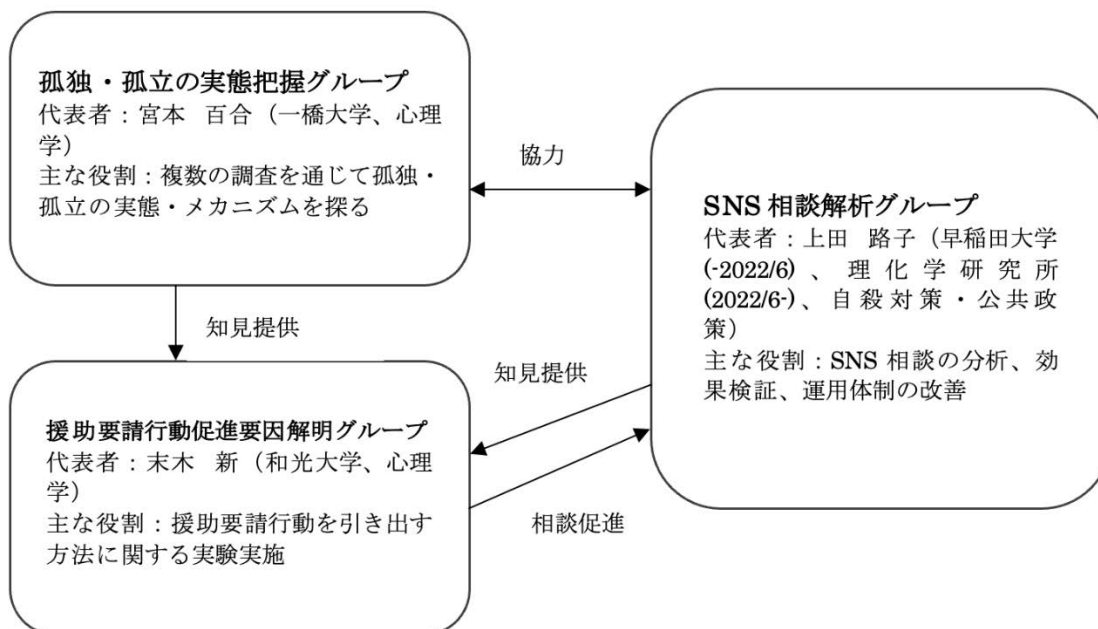 孤独・孤立の実態把握グループ
代表者：宮本　百合（一橋大学、心理
学）
主な役割：複数の調査を通じて孤独・
孤立の実態・メカニズムを探る
協力
SNS 相談解析グループ
代表者：上田　路子（早稲田大学
(-2022/6)、理化学研究所
(2022/6-)、自殺対策・公共政
策）
主な役割：SNS 相談の分析、効
果検証、運用体制の改善
知見提供
知見提供
援助要請行動促進要因解明グループ
代表者：末木　新（和光大学、心理
学）
主な役割：援助要請行動を引き出す
方法に関する実験実施
相談促進